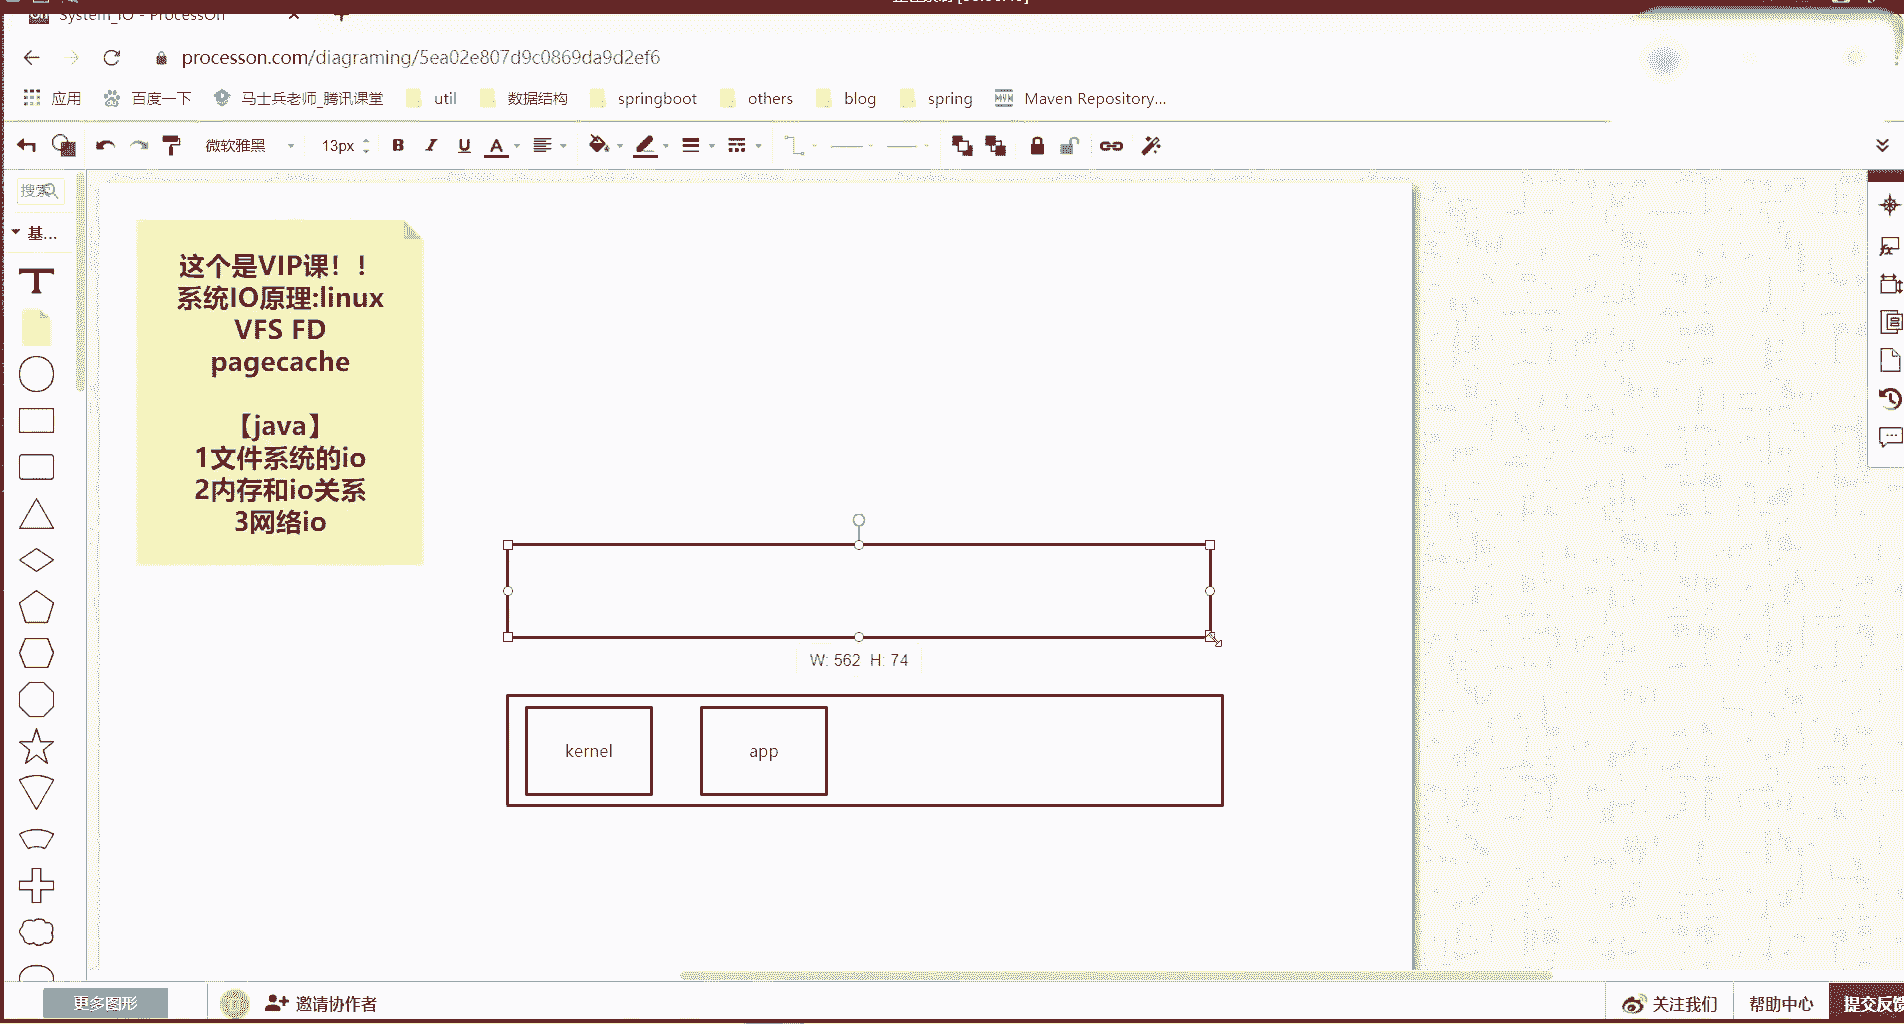 System_IO - ProcessOn
processon.com/diagraming/5ea02e807d9c0869da9d2ef6
应用
百度一下
马士兵老师_腾讯课堂
util
数据结构
springboot
others
blog
spring
Maven Repository...
微软雅黑
13px
B
I
U
A
搜索
基...
T
这个是VIP课！！
系统IO原理:linux
VFS FD
pagecache
【java】
1文件系统的io
2内存和io关系
3网络io
W: 562 H: 74
kernel
app
更多图形
邀请协作者
关注我们
帮助中心
提交反馈